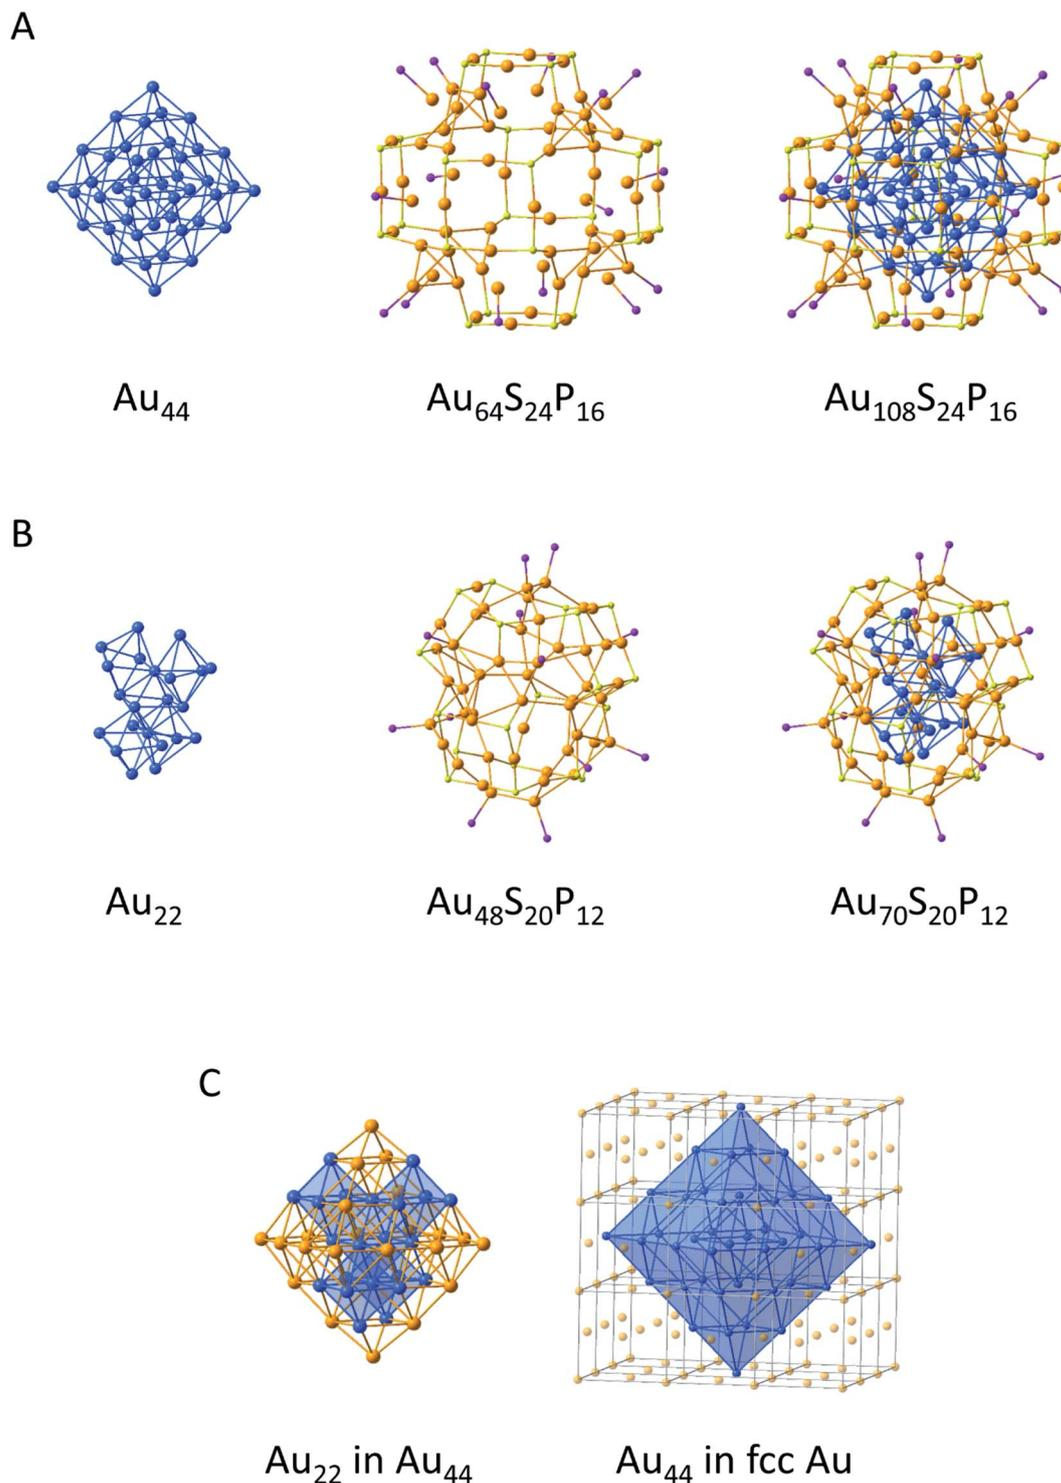 A
Au₄₄ Au₆₄S₂₄P₁₆ Au₁₀₈S₂₄P₁₆
B
Au₂₂ Au₄₈S₂₀P₁₂ Au₇₀S₂₀P₁₂
C
Au₂₂ in Au₄₄ Au₄₄ in fcc Au